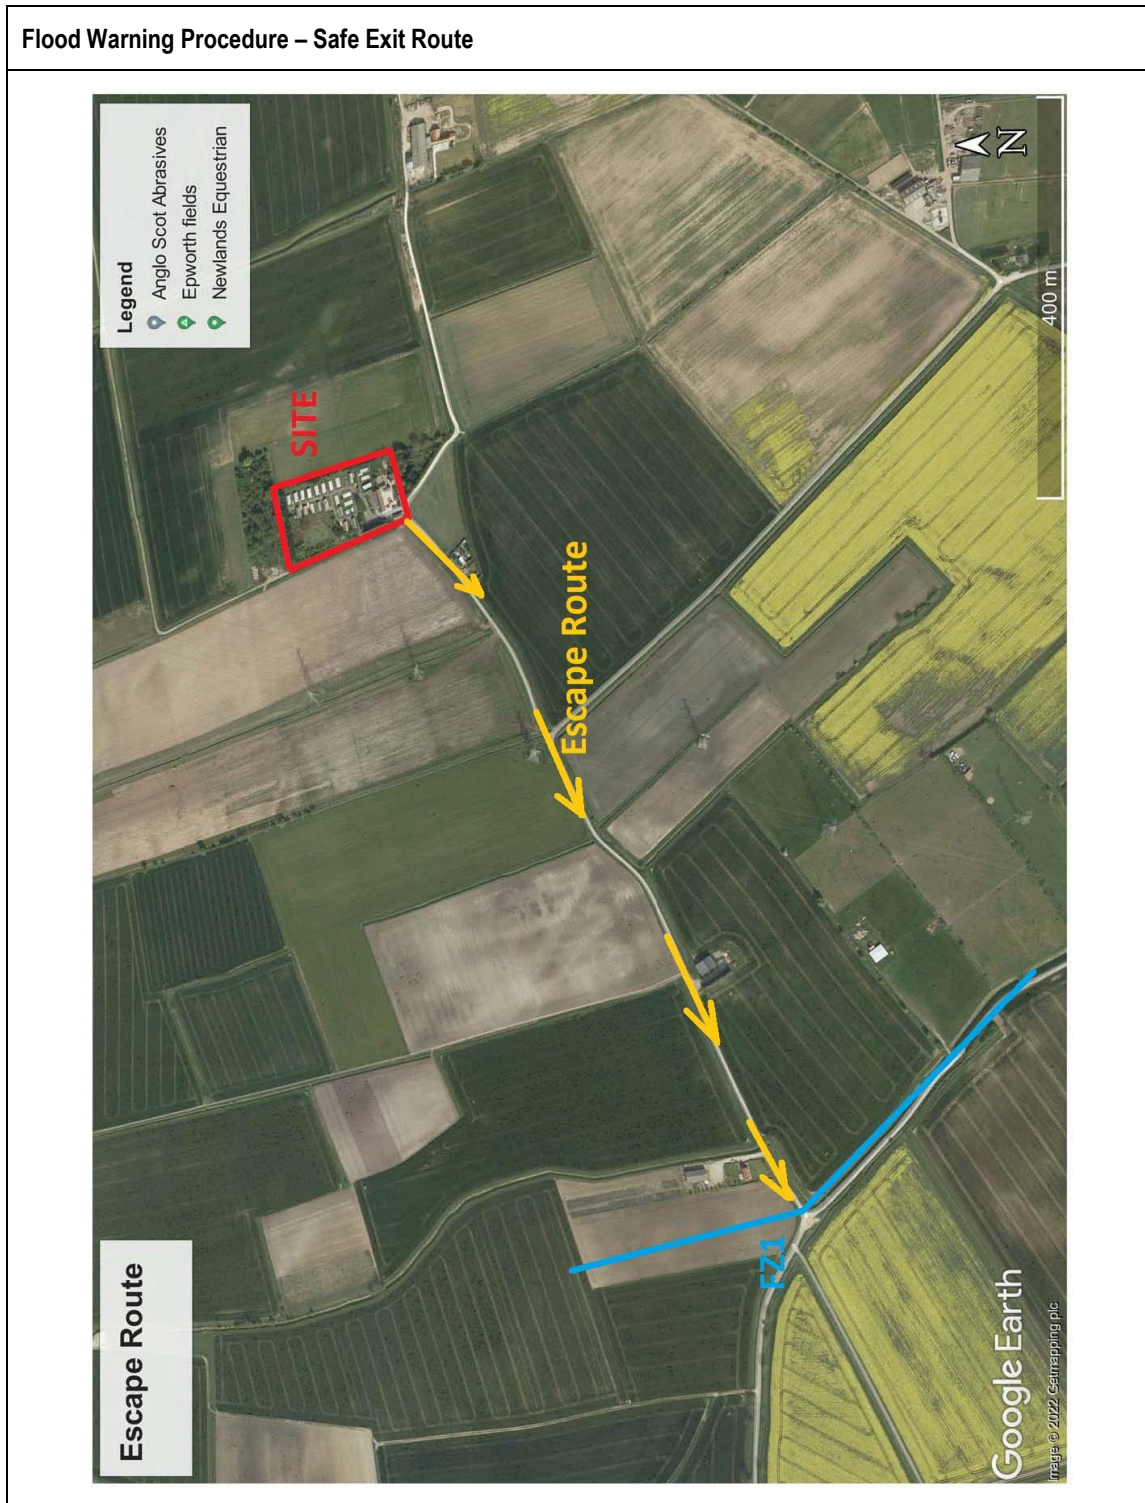 Flood Warning Procedure – Safe Exit Route
Escape Route
Legend
Anglo Scot Abrasives
Epworth fields
Newlands Equestrian
SITE
Escape Route
FZ1
Google Earth
Image © 2022 Getmapping plc
400 m
N